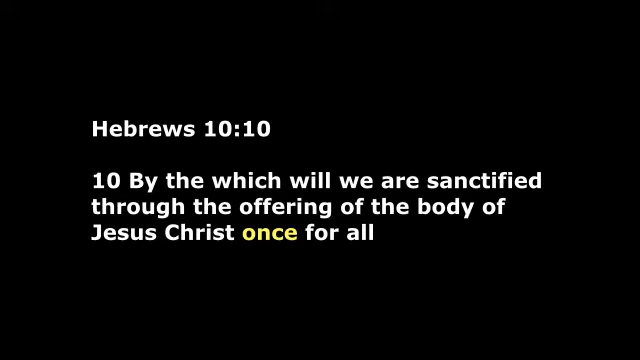 Hebrews 10:10
10 By the which will we are sanctified
through the offering of the body of
Jesus Christ once for all